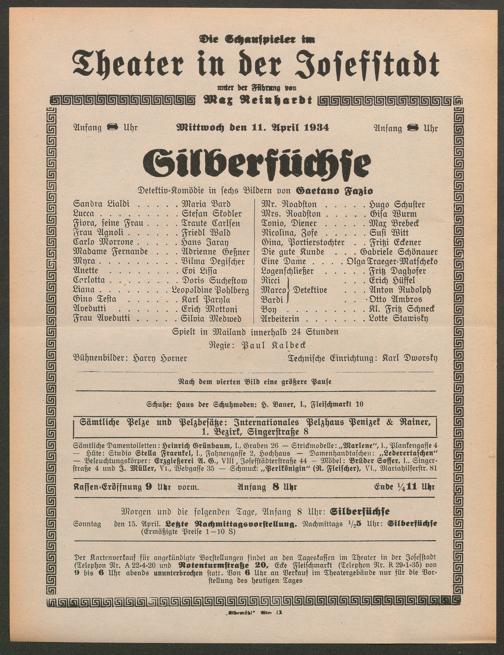 Die Schauspieler im
Theater in der Josefstadt
unter der Führung von
Max Reinhardt
Anfang 8 Uhr Mittwoch den 11. April 1934 Anfang 8 Uhr
Silberfüchse
Detektiv-Komödie in sechs Bildern von Gaetano Fazio
Sandra Lialdi . . . . . Maria Bard
Lucca . . . . . Stefan Skodler
Fiora, seine Frau . . . . . Traute Carlsen
Frau Agnoli . . . . . Friedl Wald
Carlo Morrone . . . . . Hans Jaray
Madame Fernande . . . . . Adrienne Geßner
Myra . . . . . Vilma Degischer
Anette . . . . . Evi Lissa
Corlotta . . . . . Doris Suchestow
Liana . . . . . Leopoldine Pohlberg
Gino Testa . . . . . Karl Paryla
Avedutti . . . . . Erich Mottoni
Frau Avedutti . . . . . Silvia Medwed
Mr. Roadston . . . . . Hugo Schuster
Mrs. Roadston . . . . . Gisa Wurm
Tonio, Diener . . . . . Max Brebeck
Nicolina, Zofe . . . . . Susi Witt
Gina, Portierstochter . . Fritzi Eckener
Die gute Kunde . . . Gabriele Schönauer
Eine Dame . . Olga Traeger-Matscheko
Logenschließer . . . . . Fritz Daghofer
Ricci . . . . . Erich Hüffel
Marco } Detektive . . . . . Anton Rudolph
Bardi . . . . . Otto Ambros
Boy . . . . . Kl. Fritz Schneck
Arbeiterin . . . . . Lotte Stawisky
Spielt in Mailand innerhalb 24 Stunden
Regie: Paul Kalbeck
Bühnenbilder: Harry Horner Technische Einrichtung: Karl Dworsky
Nach dem vierten Bild eine größere Pause
Schuhe: Haus der Schuhmoden: H. Bauer, I., Fleischmarkt 10
Sämtliche Pelze und Pelzbesätze: Internationales Pelzhaus Penizek & Rainer,
1. Bezirk, Singerstraße 8
Sämtliche Damentoiletten: Heinrich Grünbaum, I., Graben 26 — Strickmodelle: „Marlene“, I., Plankengasse 4
— Hüte: Studio Stella Fraenkel, I., Fahnengasse 2, Hochhaus — Damenhandtaschen: „Ledererтaschen“
— Beleuchtungskörper: Erzgießerei A. G., VIII., Josefstädterstraße 44 — Möbel: Brüder Soffer, I., Singer-
straße 4 und J. Müller, VI., Webgasse 35 — Schmuck: „Perlkönigin“ (R. Fleischer), VI., Mariahilferstr. 81
Kassen-Eröffnung 9 Uhr vorm. Anfang 8 Uhr Ende ¼11 Uhr
Morgen und die folgenden Tage, Anfang 8 Uhr: Silberfüchse
Sonntag den 15. April. Letzte Nachmittagsvorstellung. Nachmittags ½5 Uhr: Silberfüchse
(Ermäßigte Preise 1—10 S)
Der Kartenverkauf für angekündigte Vorstellungen findet an den Tageskassen im Theater in der Josefstadt
(Telephon Nr. A 22-4-20 und Rotenturmstraße 20, Ecke Fleischmarkt (Telephon Nr. R 29-1-35) von
9 bis 6 Uhr abends ununterbrochen statt. Von 6 Uhr an Verkauf im Theatergebäude nur für die Vor-
stellung des heutigen Tages